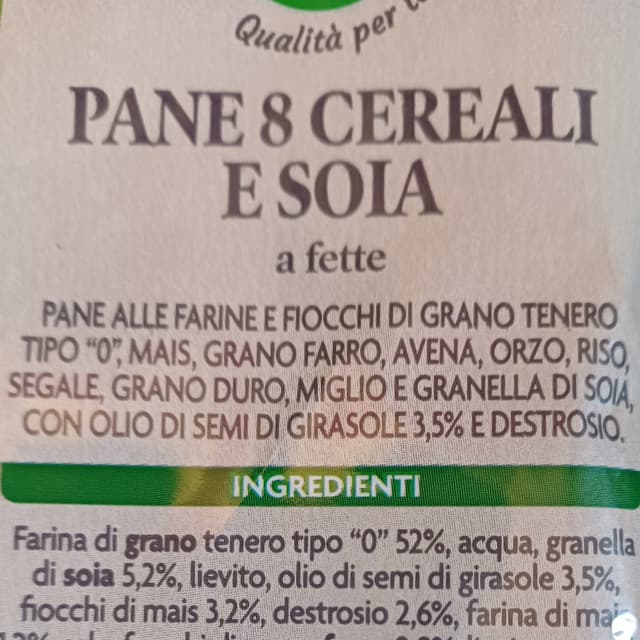 Qualità per
PANE 8 CEREALI
E SOIA
a fette
PANE ALLE FARINE E FIOCCHI DI GRANO TENERO
TIPO “0”, MAIS, GRANO FARRO, AVENA, ORZO, RISO,
SEGALE, GRANO DURO, MIGLIO E GRANELLA DI SOIA,
CON OLIO DI SEMI DI GIRASOLE 3,5% E DESTROSIO.
INGREDIENTI
Farina di grano tenero tipo “0” 52%, acqua, granella
di soia 5,2%, lievito, olio di semi di girasole 3,5%,
fiocchi di mais 3,2%, destrosio 2,6%, farina di mais